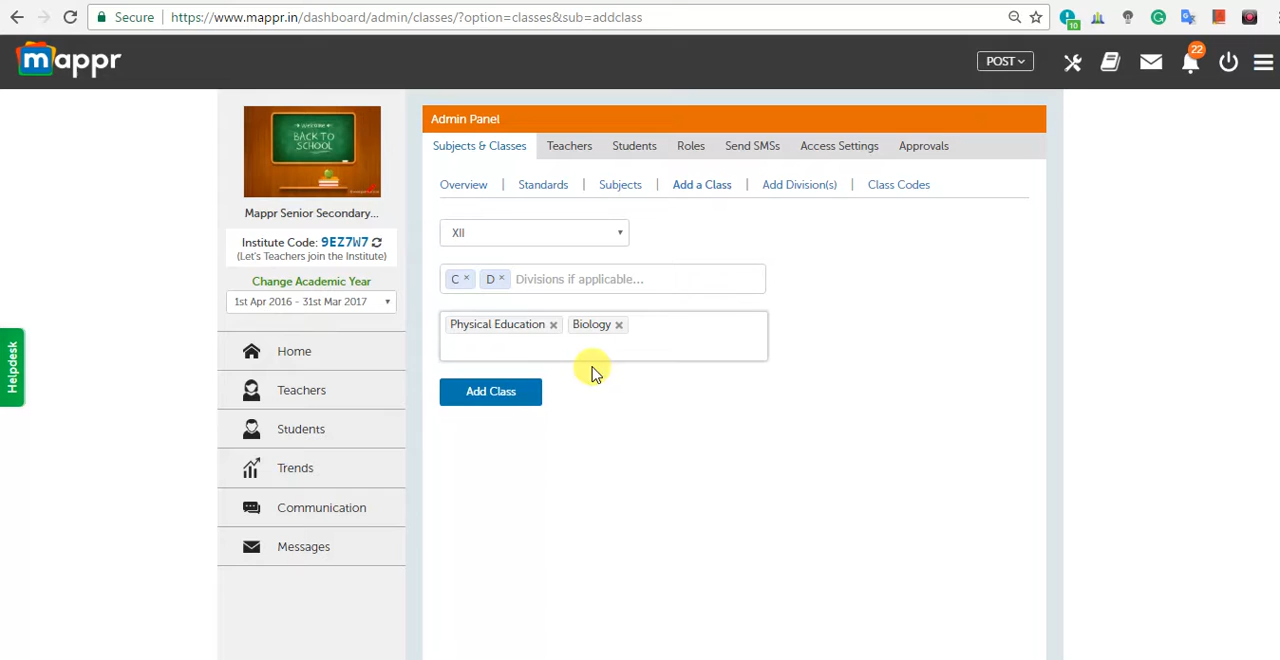 Secure https://www.mappr.in/dashboard/admin/classes/?option=classes&sub=addclass
10
mappr
POST
22
WELCOME
BACK TO
SCHOOL
Mappr Senior Secondary...
Institute Code: 9EZ7W7
(Let's Teachers join the Institute)
Change Academic Year
1st Apr 2016 - 31st Mar 2017
Helpdesk
Home
Teachers
Students
Trends
Communication
Messages
Admin Panel
Subjects & Classes Teachers Students Roles Send SMSs Access Settings Approvals
Overview | Standards | Subjects | Add a Class | Add Division(s) | Class Codes
XII
C × D × Divisions if applicable...
Physical Education × Biology ×
Add Class